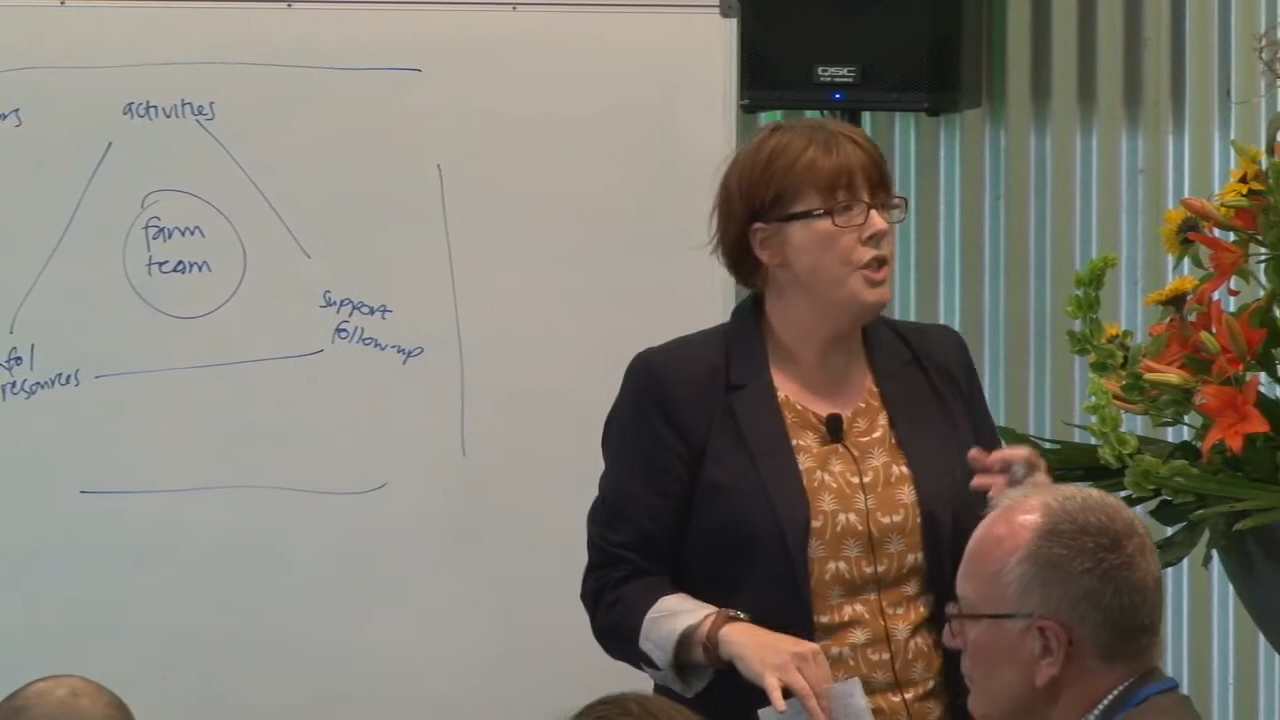 QSC
activities
farm
team
support
follow-up
resources